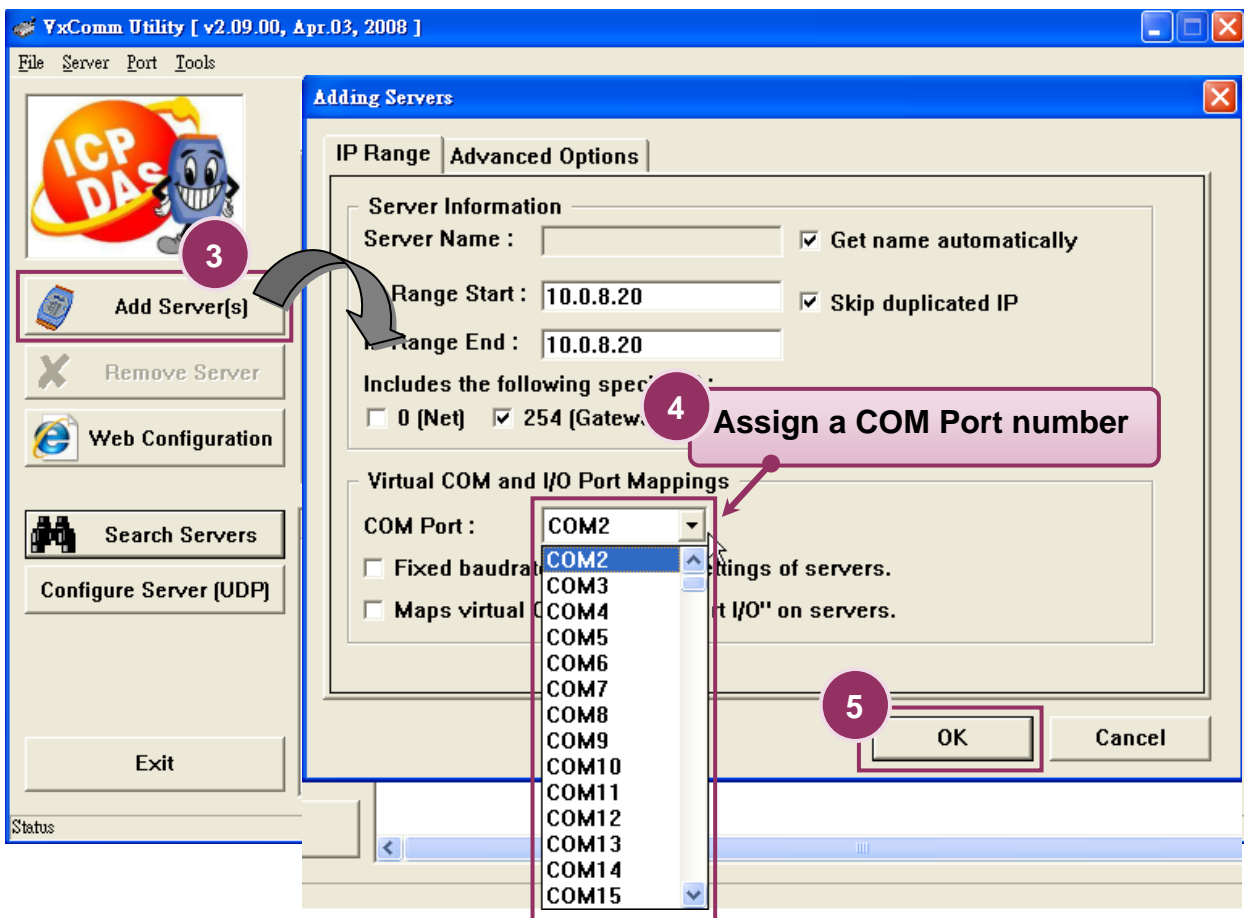 VxComm Utility [ v2.09.00, Apr.03, 2008 ]
File Server Port Tools
ICP DAS
3
Add Server(s)
Remove Server
Web Configuration
Search Servers
Configure Server (UDP)
Exit
Status
Adding Servers
IP Range
Advanced Options
Server Information
Server Name :
Get name automatically
Range Start : 10.0.8.20
Skip duplicated IP
Range End : 10.0.8.20
Includes the following
0 (Net) 254
4
Assign a COM Port number
Virtual COM and I/O Port Mappings
COM Port : COM2
Fixed of servers.
Maps virtual I/O" on servers.
COM2
COM3
COM4
COM5
COM6
COM7
COM8
COM9
COM10
COM11
COM12
COM13
COM14
COM15
5
OK
Cancel